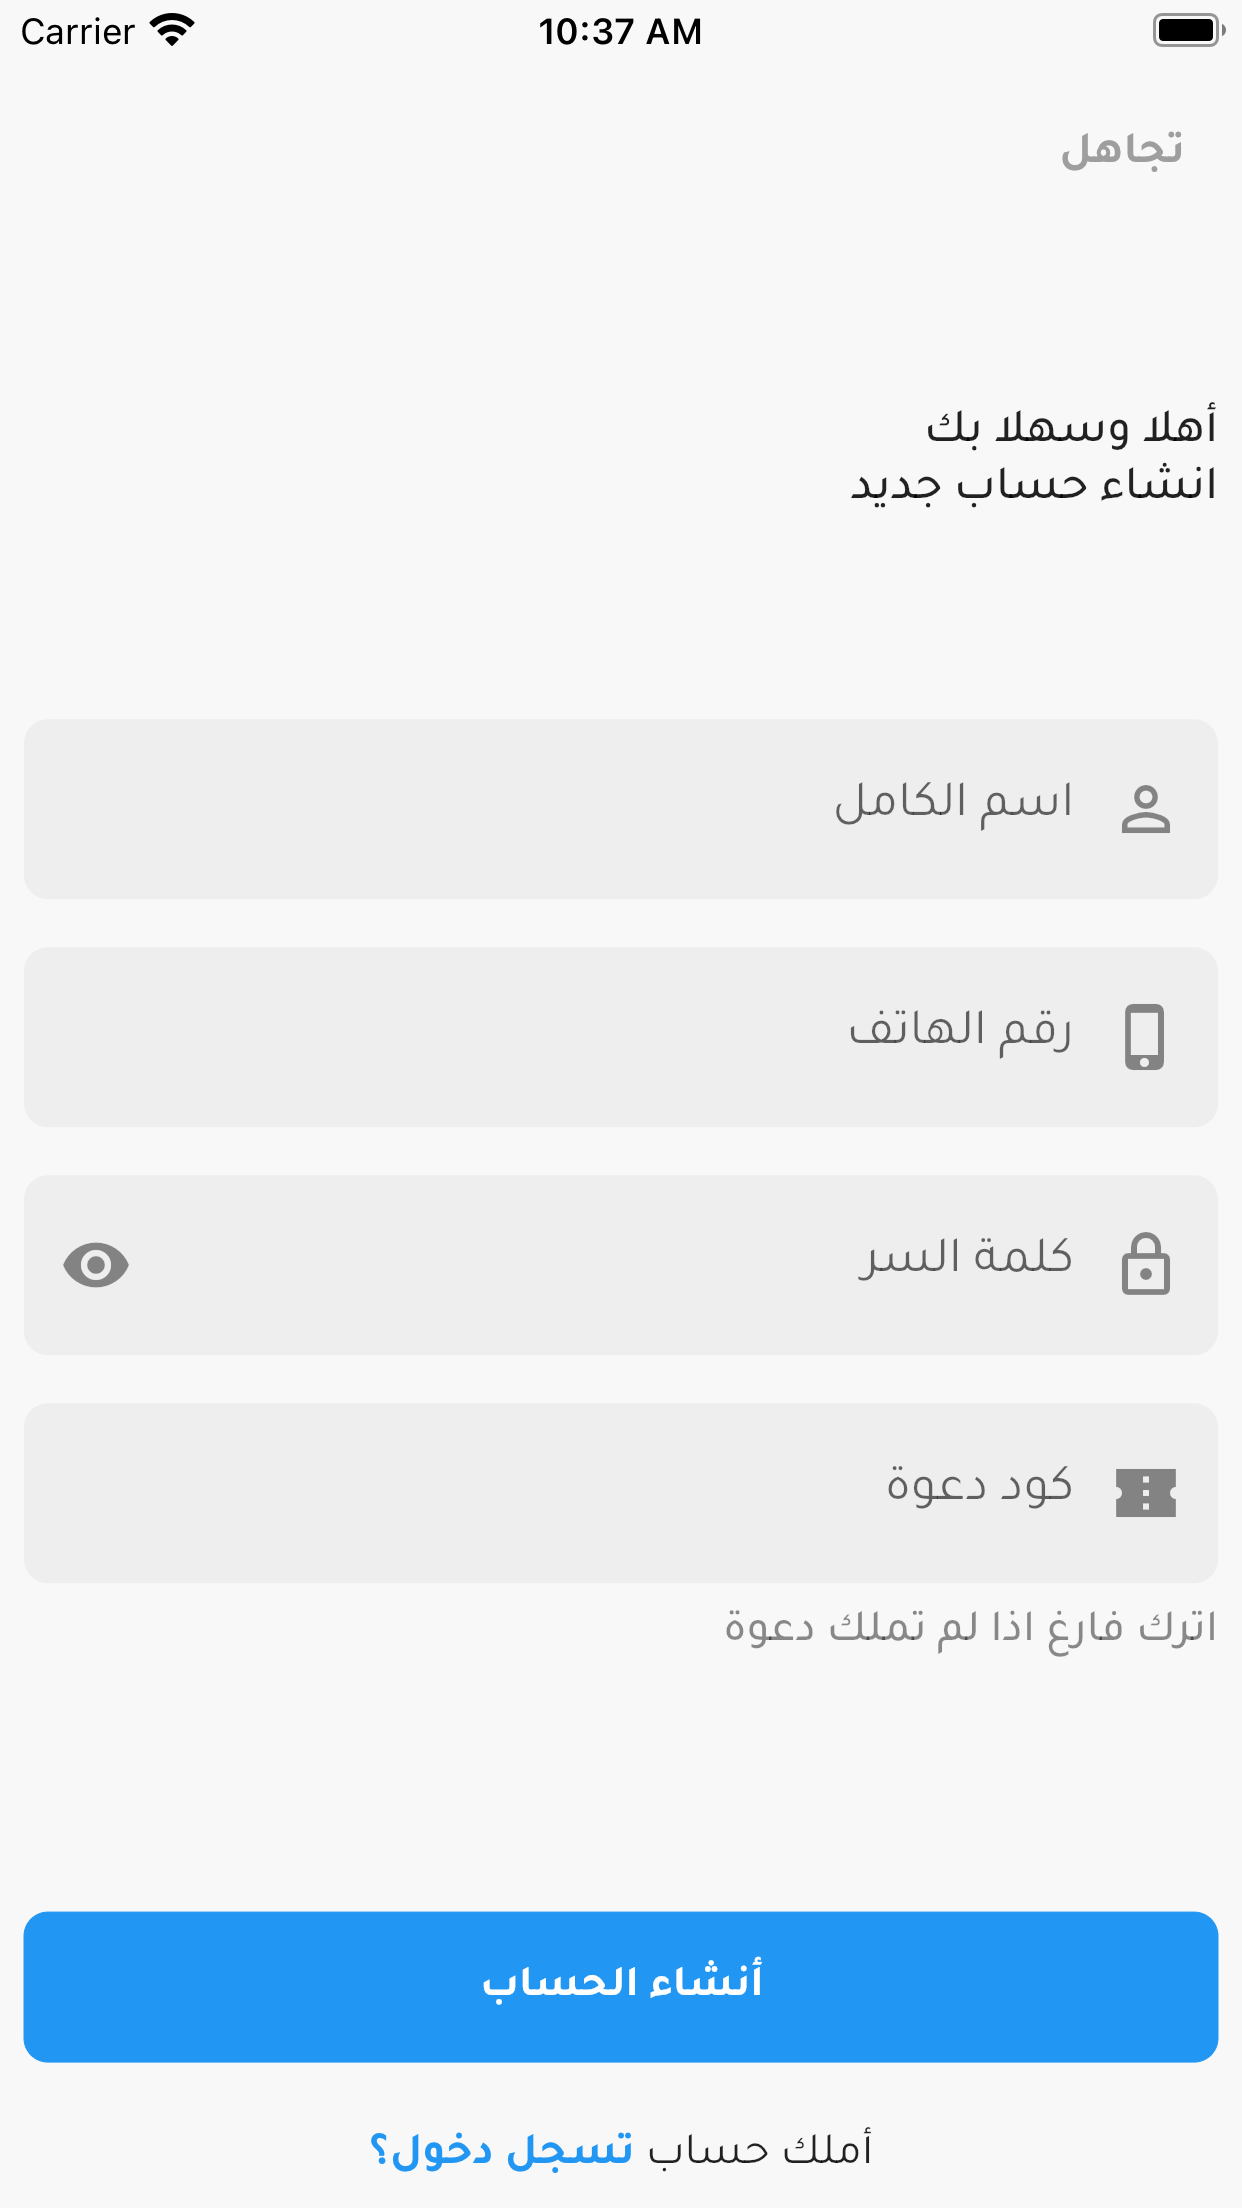 Carrier 10:37 AM
تجاهل
أهلا وسهلا بك
انشاء حساب جديد
اسم الكامل
رقم الهاتف
كلمة السر
كود دعوة
اترك فارغ اذا لم تملك دعوة
أنشاء الحساب
أملك حساب تسجل دخول؟